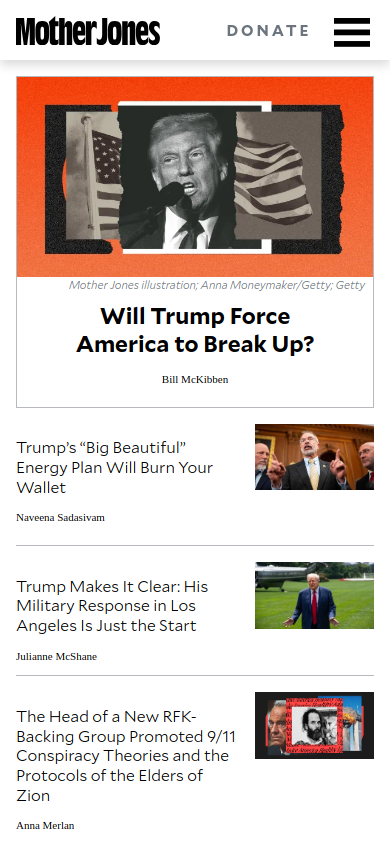 Mother Jones
DONATE
Mother Jones illustration; Anna Moneymaker/Getty; Getty
Will Trump Force
America to Break Up?
Bill McKibben
Trump’s “Big Beautiful”
Energy Plan Will Burn Your
Wallet
Naveena Sadasivam
Trump Makes It Clear: His
Military Response in Los
Angeles Is Just the Start
Julianne McShane
The Head of a New RFK-
Backing Group Promoted 9/11
Conspiracy Theories and the
Protocols of the Elders of
Zion
Anna Merlan